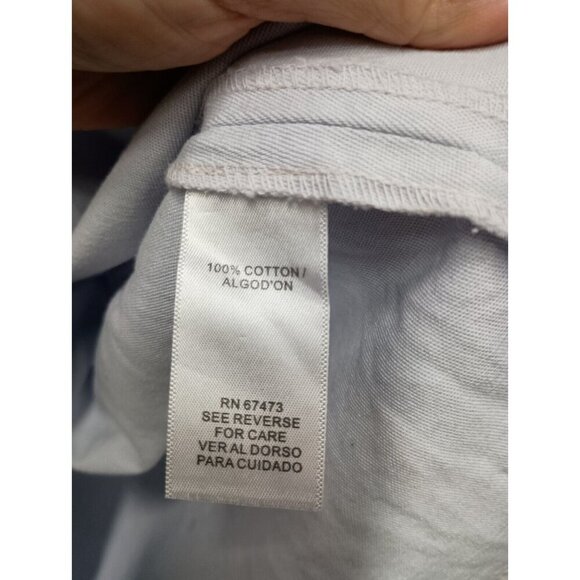 100% COTTON/
ALGOD'ON
RN 67473
SEE REVERSE
FOR CARE
VER AL DORSO
PARA CUIDADO